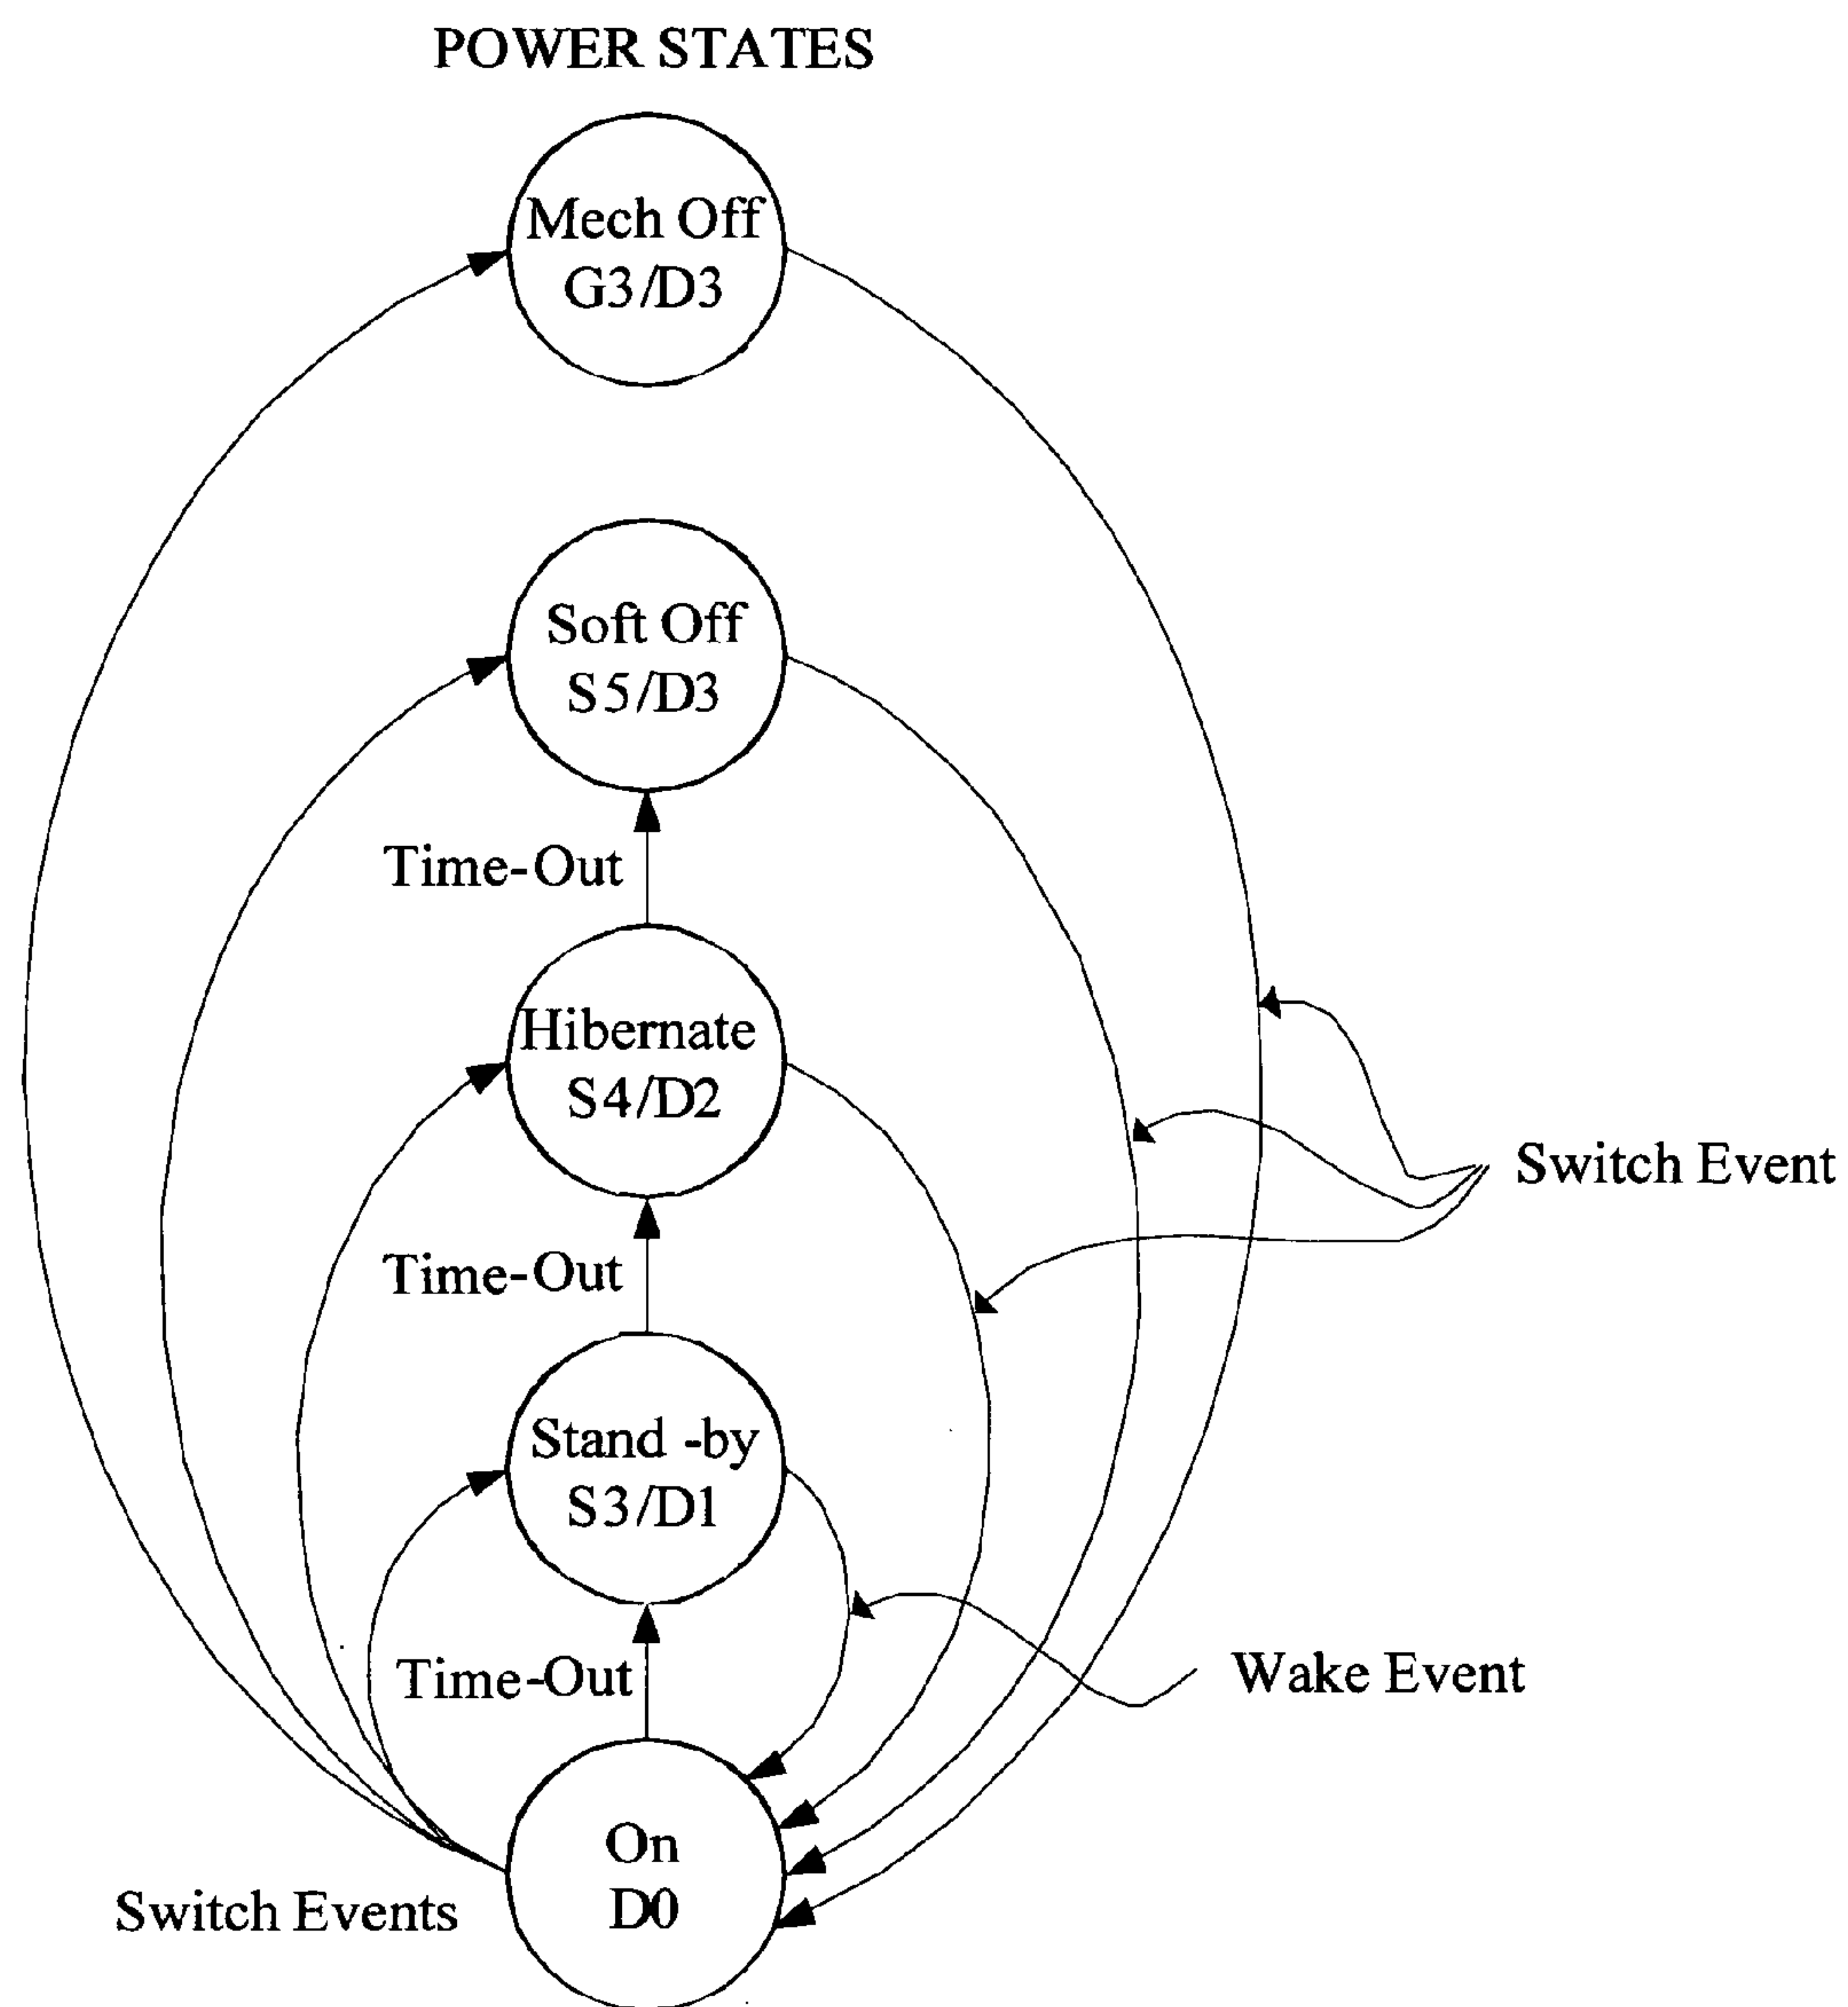 POWER STATES
Mech Off
G3/D3
Soft Off
S5/D3
Time-Out
Hibernate
S4/D2
Switch Event
Time-Out
Stand -by
S3/D1
Time-Out
Wake Event
On
D0
Switch Events